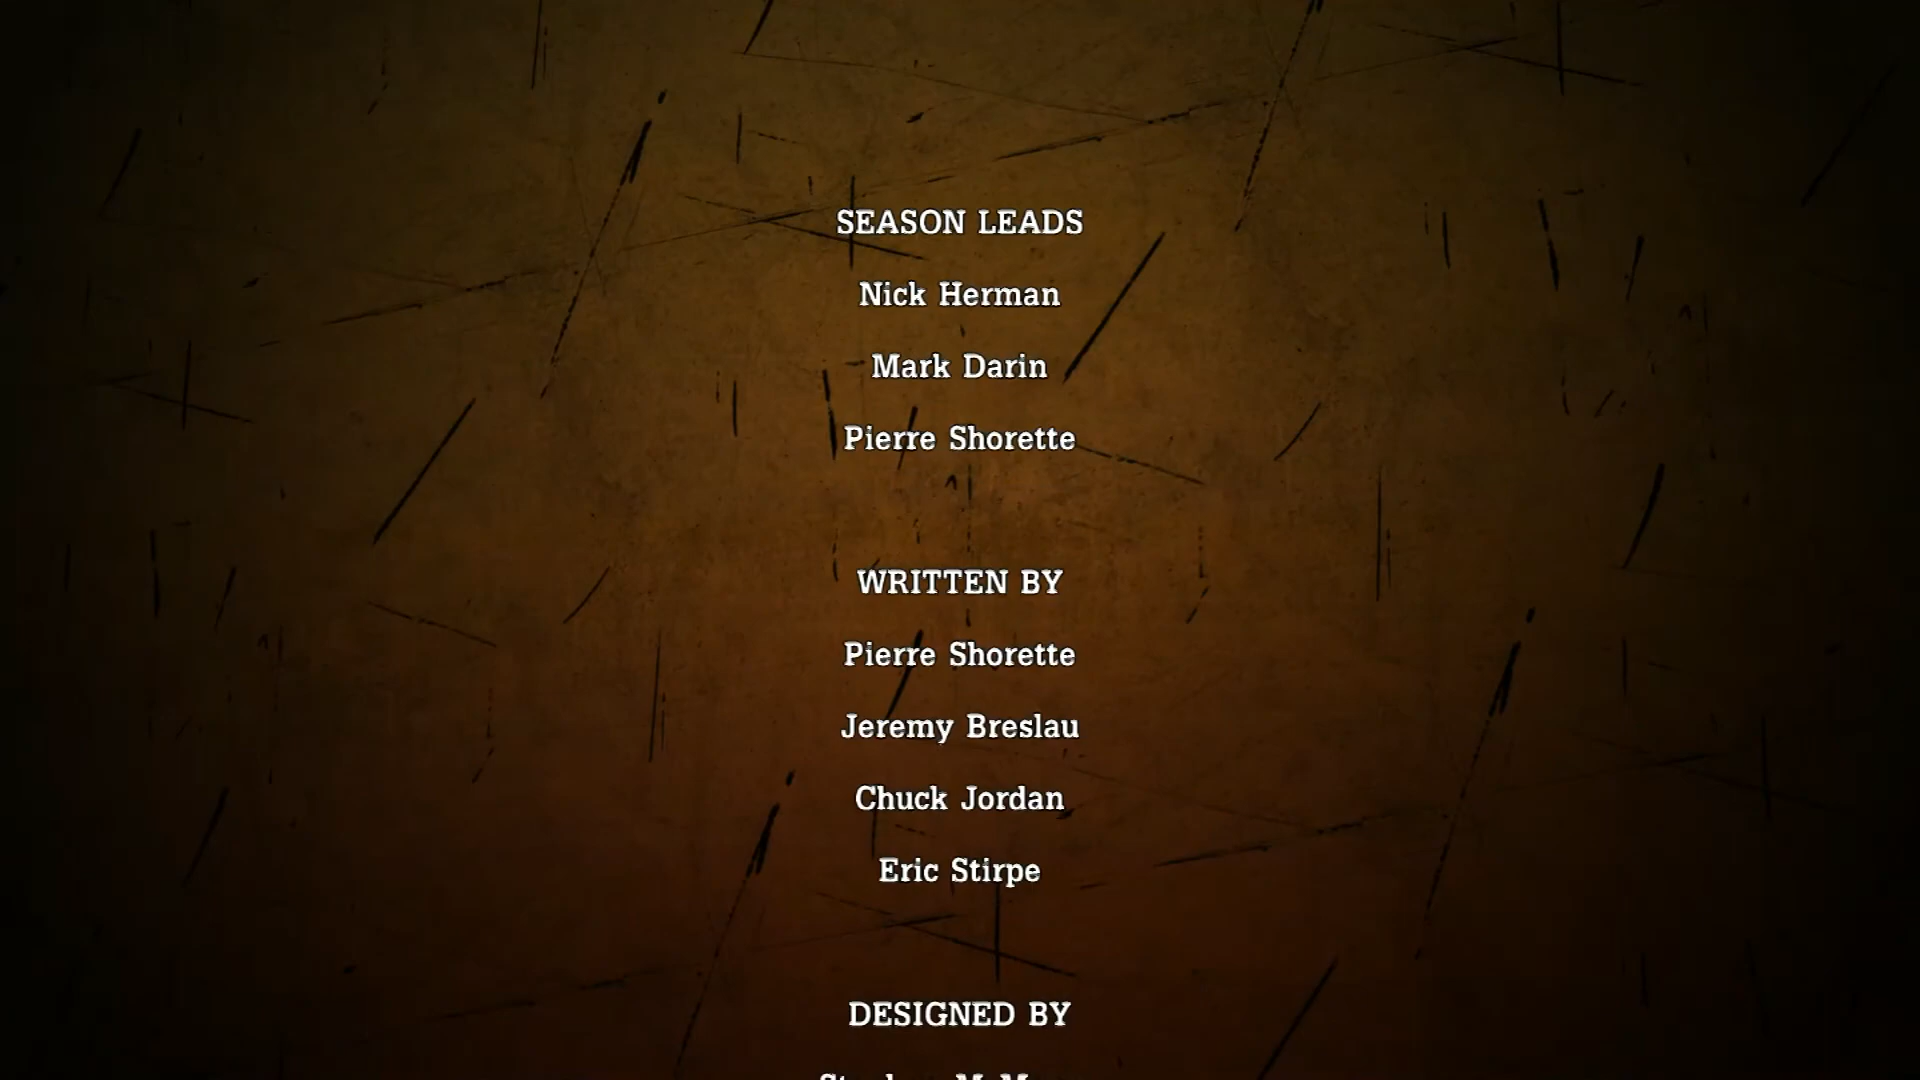 SEASON LEADS
Nick Herman
Mark Darin
Pierre Shorette
WRITTEN BY
Pierre Shorette
Jeremy Breslau
Chuck Jordan
Eric Stirpe
DESIGNED BY